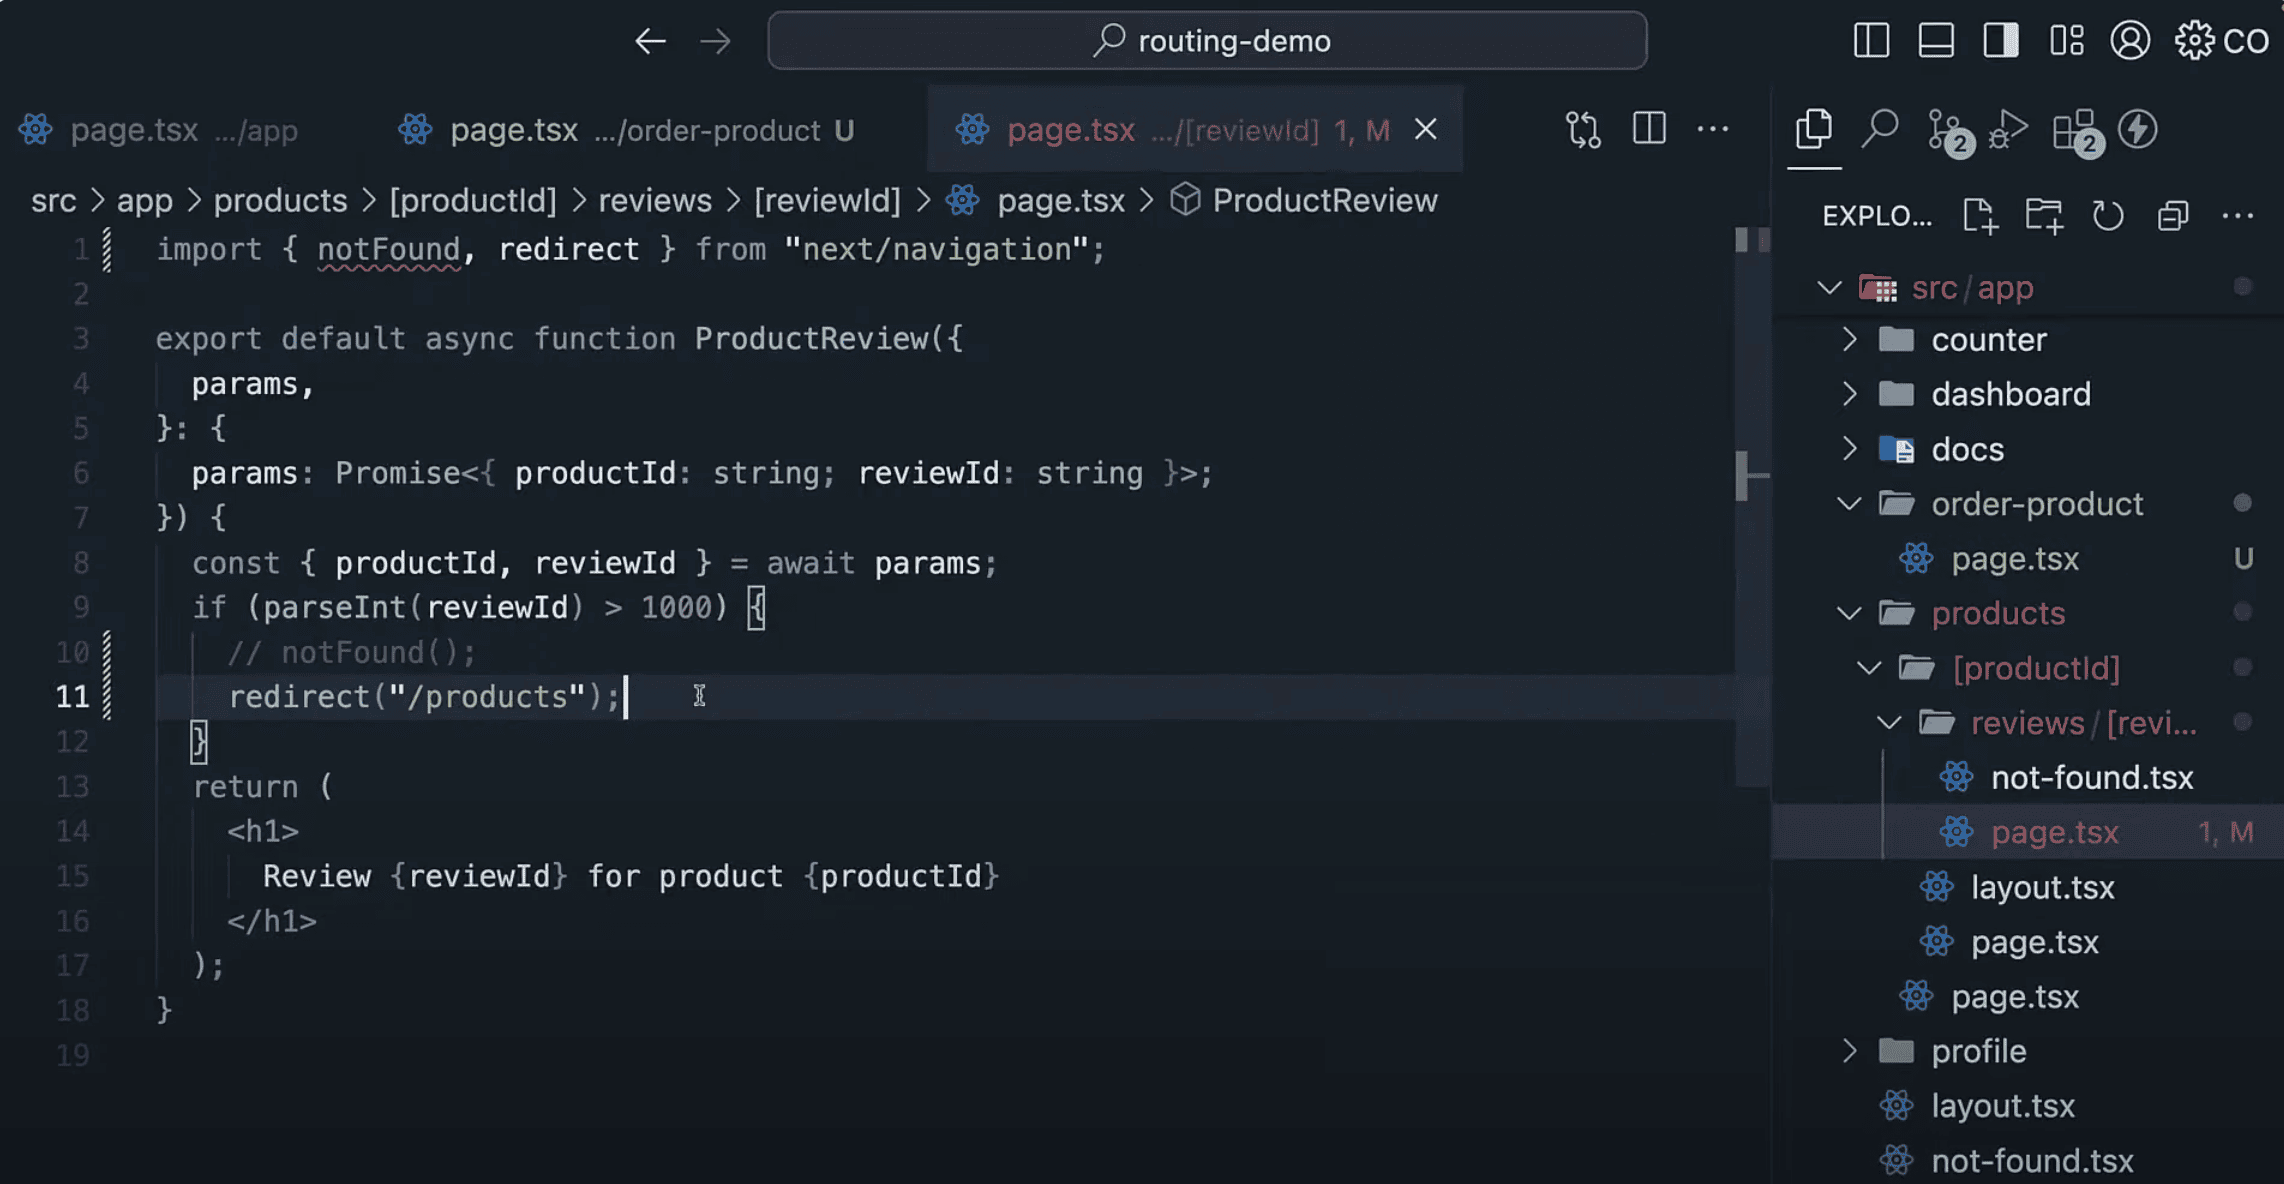 routing-demo
CO
page.tsx .../app
page.tsx .../order-product U
page.tsx .../[reviewId] 1, M
2
2
src > app > products > [productId] > reviews > [reviewId] > page.tsx > ProductReview
EXPLO...
1 import { notFound, redirect } from "next/navigation";
2
3 export default async function ProductReview({
4 params,
5 }: {
6 params: Promise<{ productId: string; reviewId: string }>;
7 }) {
8 const { productId, reviewId } = await params;
9 if (parseInt(reviewId) > 1000) {
10 // notFound();
11 redirect("/products");
12 }
13 return (
14 <h1>
15 Review {reviewId} for product {productId}
16 </h1>
17 );
18 }
19
src/app
counter
dashboard
docs
order-product
page.tsx U
products
[productId]
reviews/[revi...
not-found.tsx
page.tsx 1, M
layout.tsx
page.tsx
page.tsx
profile
layout.tsx
not-found.tsx